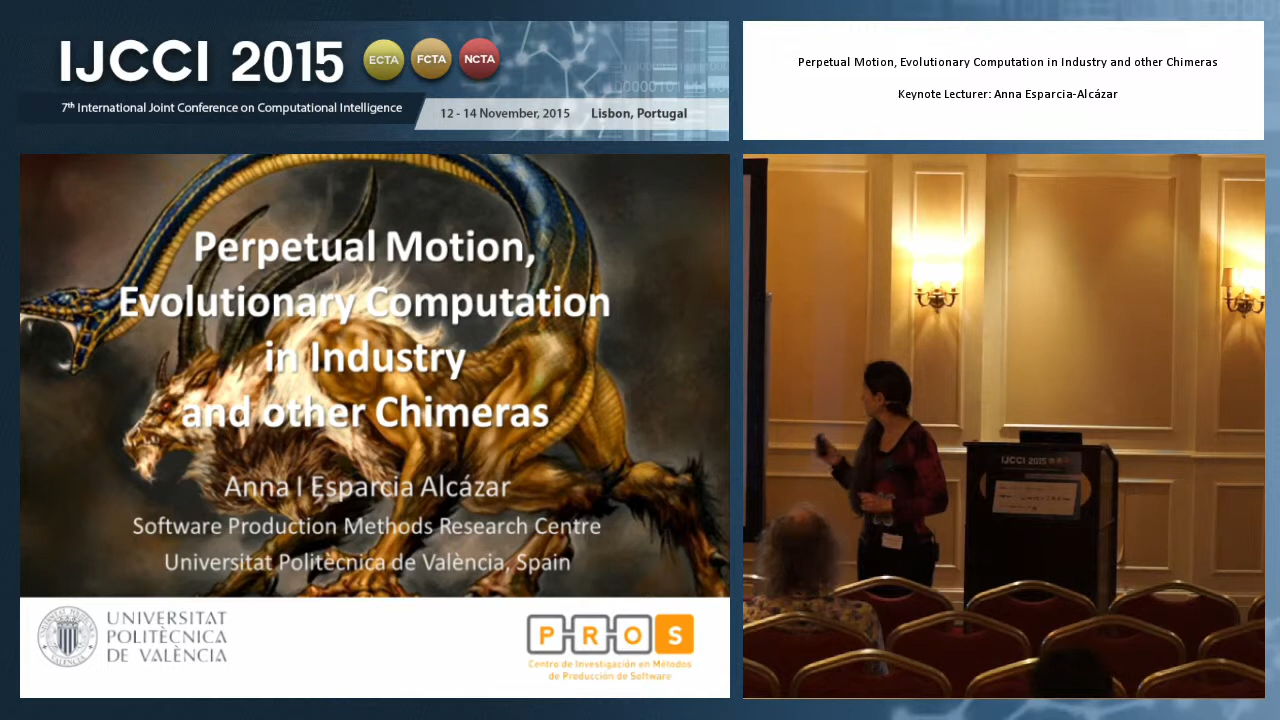 IJCCI 2015
ECTA
FCTA
NCTA
7th International Joint Conference on Computational Intelligence
12 - 14 November, 2015 Lisbon, Portugal
Perpetual Motion, Evolutionary Computation in Industry and other Chimeras
Keynote Lecturer: Anna Esparcia-Alcázar
Perpetual Motion,
Evolutionary Computation
in Industry
and other Chimeras
Anna I Esparcia Alcázar
Software Production Methods Research Centre
Universitat Politècnica de València, Spain
UNIVERSITAT
POLITÈCNICA
DE VALÈNCIA
PROS
Centro de Investigación en Métodos
de Producción de Software
IJCCI 2015